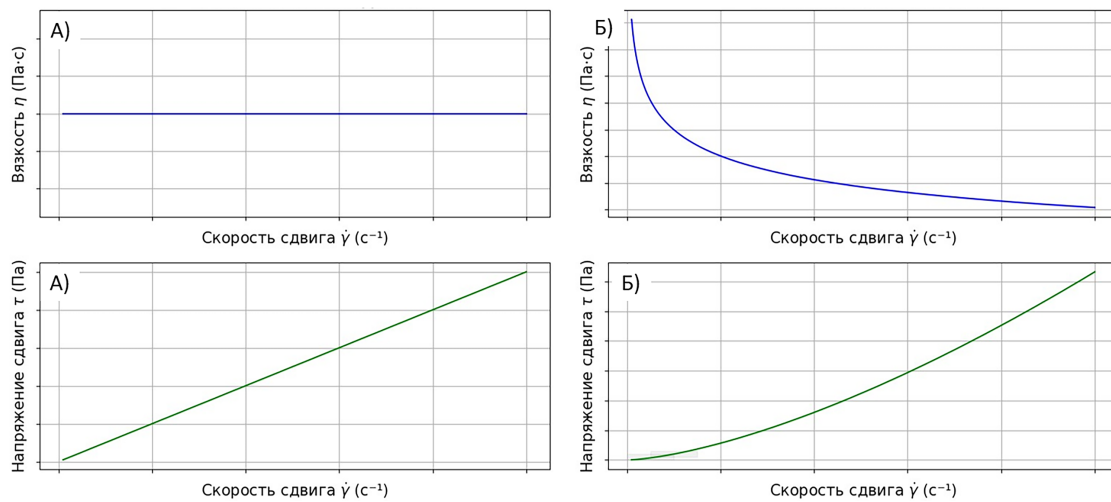 А)
Вязкость η (Па·с)
Скорость сдвига γ̇ (с⁻¹)
Б)
Вязкость η (Па·с)
Скорость сдвига γ̇ (с⁻¹)
А)
Напряжение сдвига τ (Па)
Скорость сдвига γ̇ (с⁻¹)
Б)
Напряжение сдвига τ (Па)
Скорость сдвига γ̇ (с⁻¹)